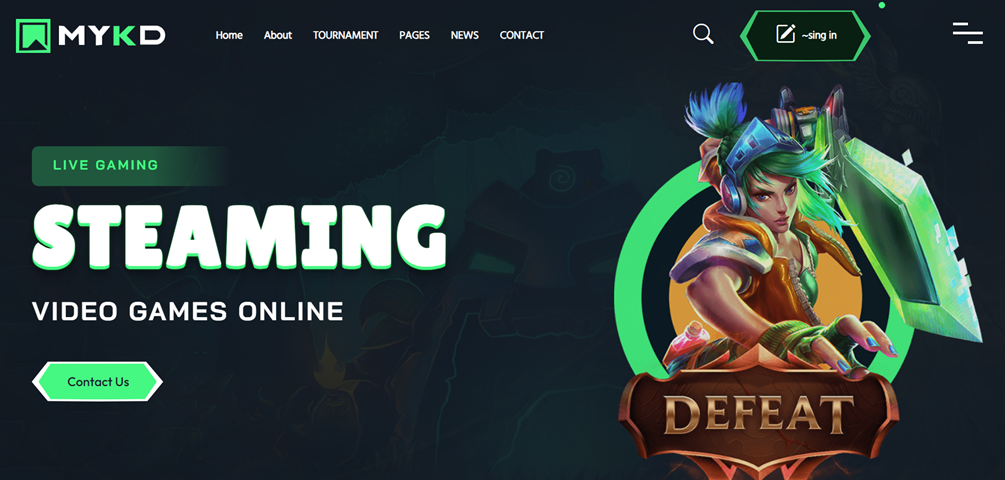 MYKD
Home About TOURNAMENT PAGES NEWS CONTACT
~sing in
LIVE GAMING
STEAMING
VIDEO GAMES ONLINE
Contact Us
DEFEAT